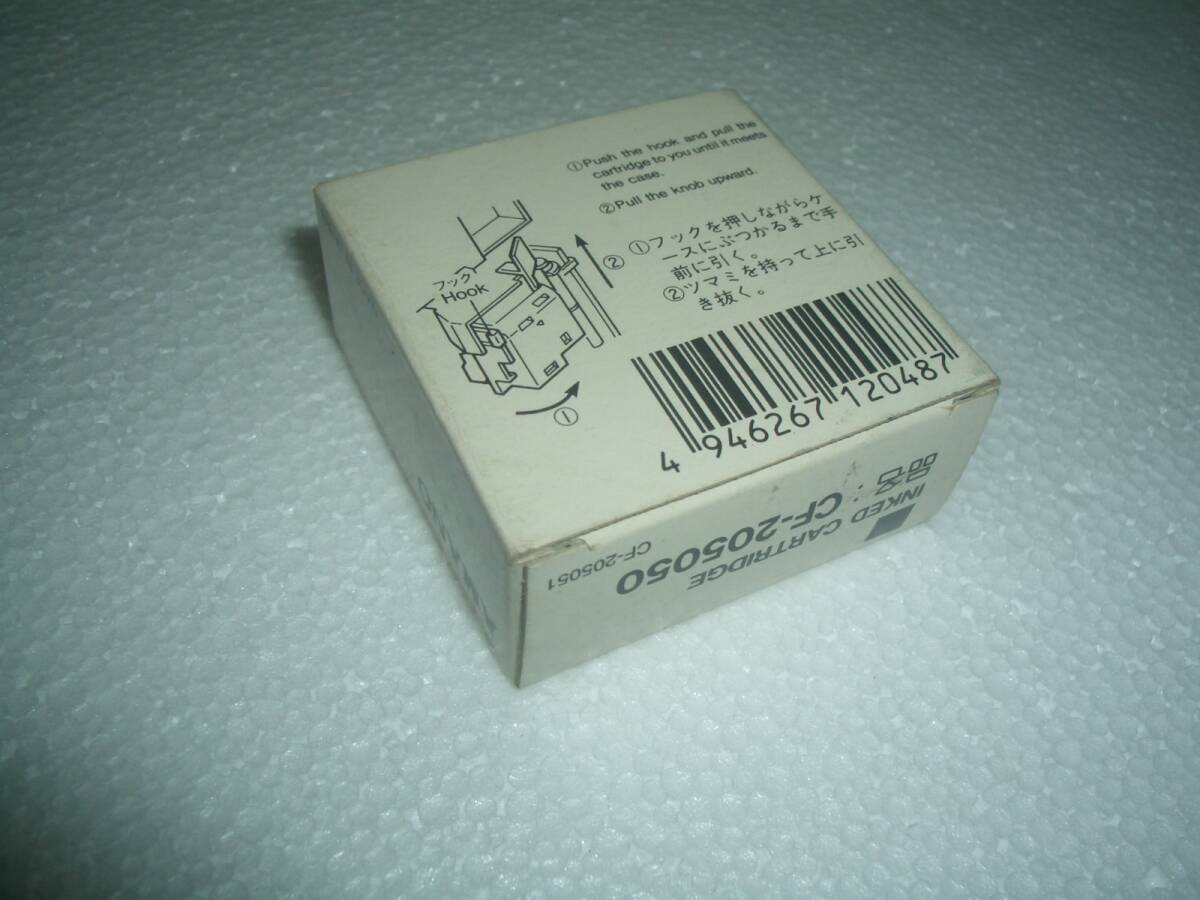 ①Push the hook and pull the
cartridge to you until it meets
the case.
②Pull the knob upward.
①フックを押しながらケ
ースにぶつかるまで手
前に引く。
②ツマミを持って上に引
き抜く。
フック
Hook
②
①
4 946267 120487
品名:
INKED CARTRIDGE
CF-205050
CF-205051